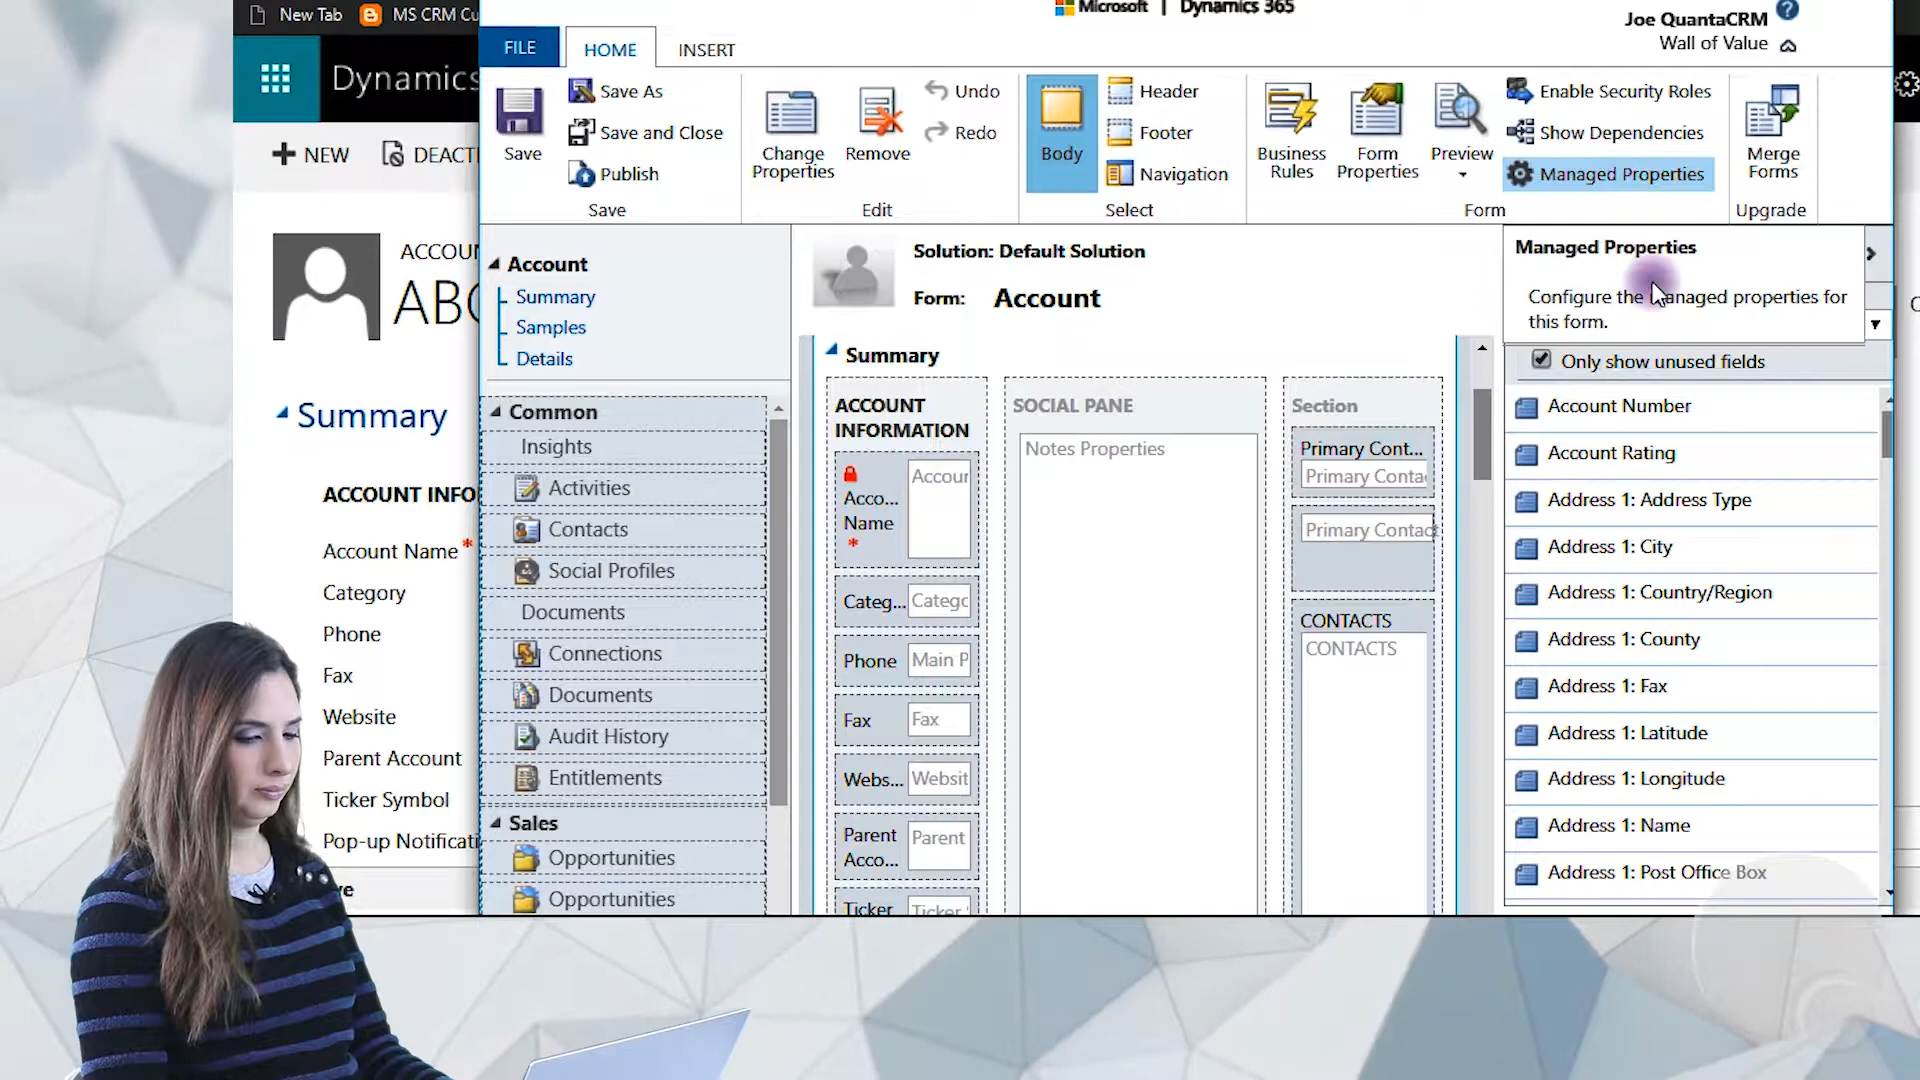 New Tab
MS CRM Cu
Microsoft | Dynamics 365
Joe QuantaCRM
Wall of Value
FILE
HOME
INSERT
Dynamics
NEW
DEACT
Save
Save As
Save and Close
Publish
Save
Change
Properties
Remove
Undo
Redo
Edit
Body
Header
Footer
Navigation
Select
Business
Rules
Form
Properties
Preview
Enable Security Roles
Show Dependencies
Managed Properties
Form
Merge
Forms
Upgrade
ACCOU
ABC
Summary
ACCOUNT INFO
Account Name *
Category
Phone
Fax
Website
Parent Account
Ticker Symbol
Pop-up Notificati
ve
Account
Summary
Samples
Details
Common
Insights
Activities
Contacts
Social Profiles
Documents
Connections
Documents
Audit History
Entitlements
Sales
Opportunities
Opportunities
Solution: Default Solution
Form: Account
Summary
ACCOUNT
INFORMATION
Acco...
Name
*
Accour
Categ...
Catego
Phone
Main P
Fax
Fax
Webs...
Websit
Parent
Acco...
Parent
Ticker
Ticker
SOCIAL PANE
Notes Properties
Section
Primary Cont...
Primary Conta
Primary Contact
CONTACTS
CONTACTS
Managed Properties
Configure the managed properties for
this form.
Only show unused fields
Account Number
Account Rating
Address 1: Address Type
Address 1: City
Address 1: Country/Region
Address 1: County
Address 1: Fax
Address 1: Latitude
Address 1: Longitude
Address 1: Name
Address 1: Post Office Box